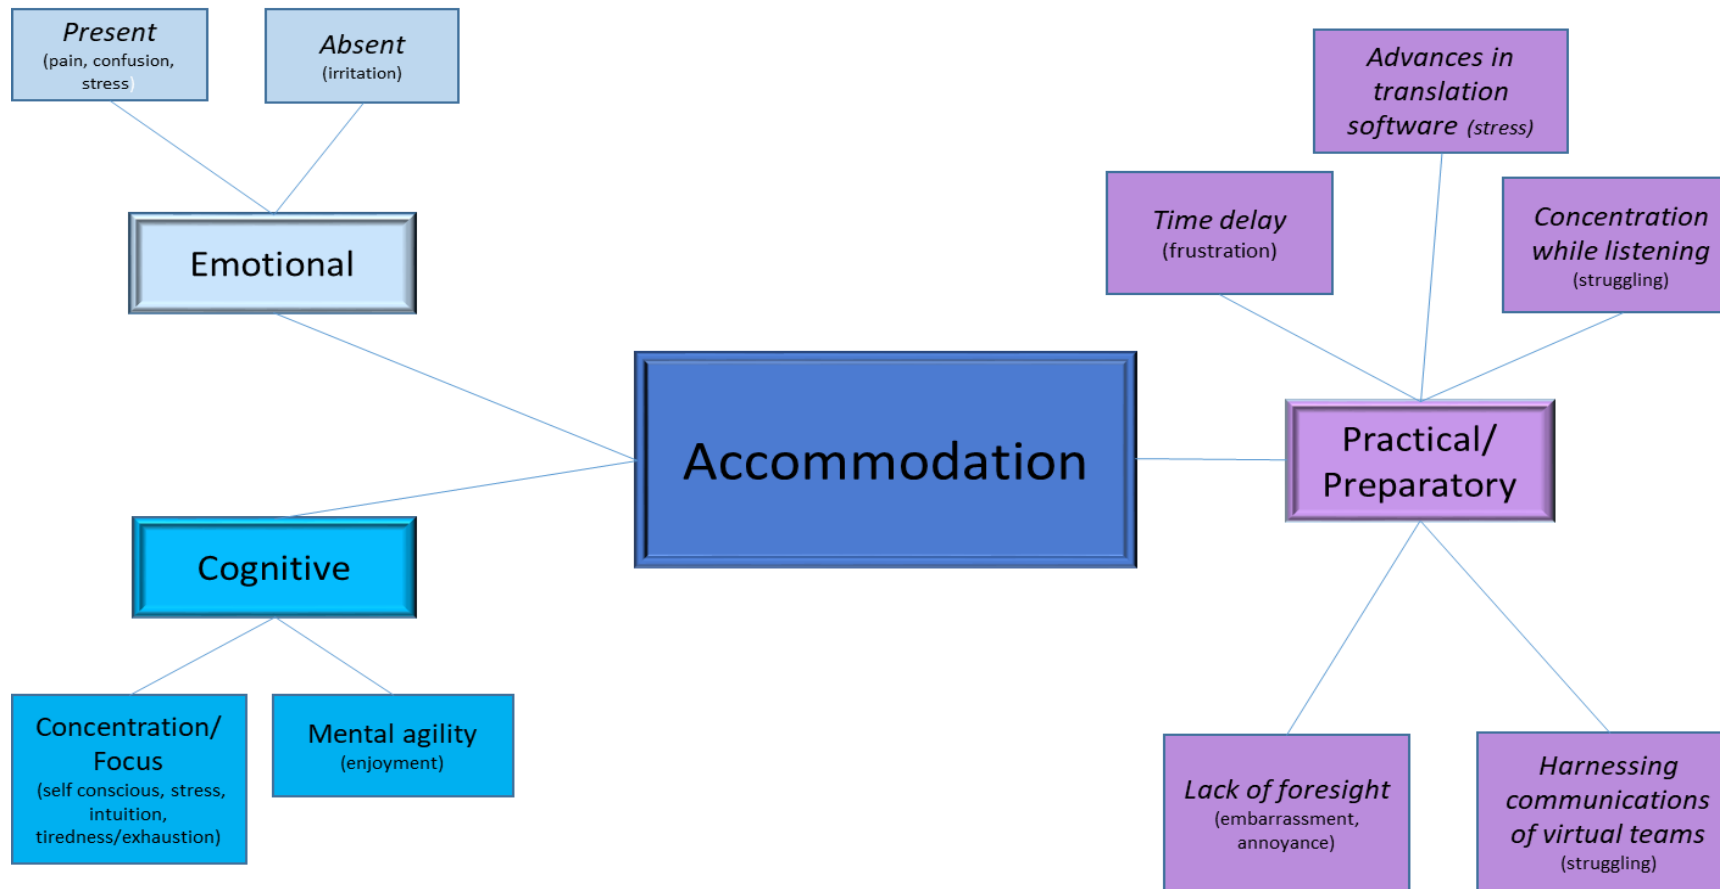 Present
(pain, confusion,
stress)
Absent
(irritation)
Emotional
Advances in
translation
software (stress)
Time delay
(frustration)
Concentration
while listening
(struggling)
Accommodation
Practical/
Preparatory
Cognitive
Concentration/
Focus
(self conscious, stress,
intuition,
tiredness/exhaustion)
Mental agility
(enjoyment)
Lack of foresight
(embarrassment,
annoyance)
Harnessing
communications
of virtual teams
(struggling)